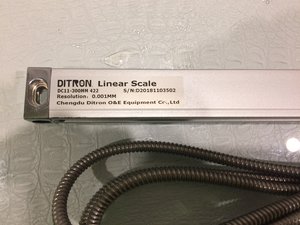 DITRON Linear Scale
DC11-300MM 422 S/N:D20181103502
Resolution: 0.001MM
Chengdu Ditron O&E Equipment Co.,Ltd